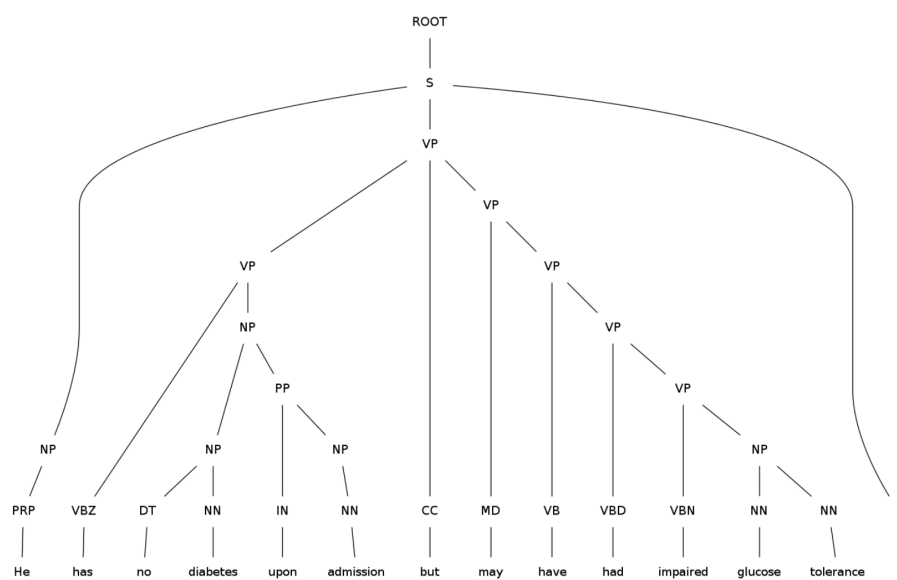 ROOT
S
VP
VP
VP
VP
NP
VP
PP
VP
NP
NP
NP
NP
PRP VBZ DT NN IN NN CC MD VB VBD VBN NN NN
He has no diabetes upon admission but may have had impaired glucose tolerance